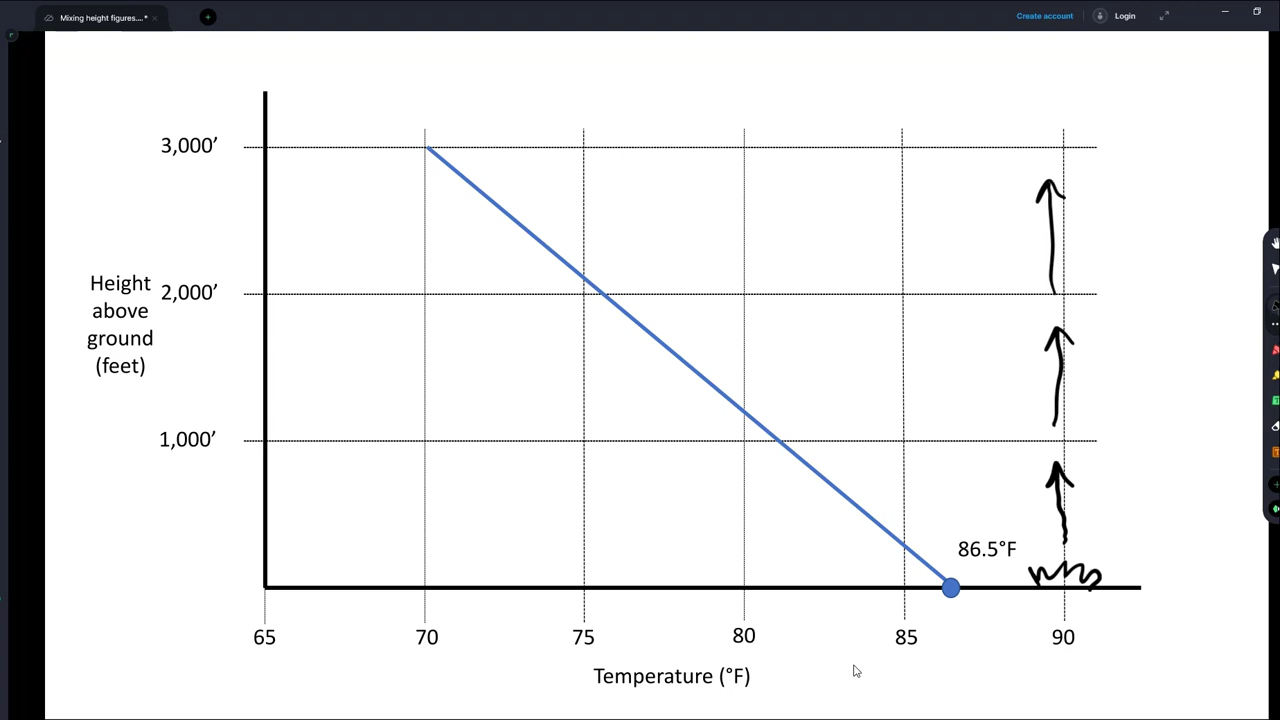 Mixing height figures....*
Create account
Login
3,000’
Height
above
ground
(feet)
2,000’
1,000’
86.5°F
65
70
75
80
85
90
Temperature (°F)